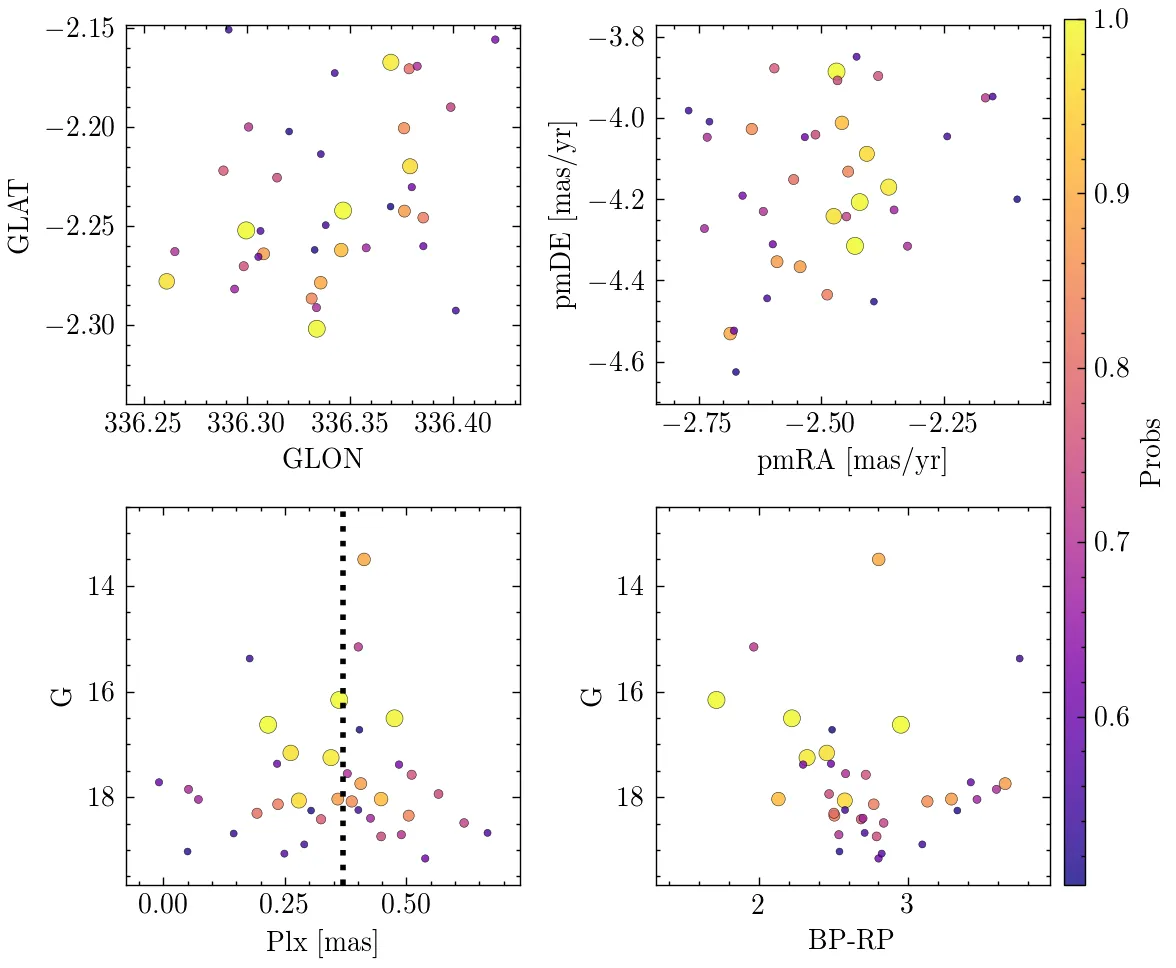 −2.15
−2.20
−2.25
−2.30
GLAT
336.25 336.30 336.35 336.40
GLON
−3.8
−4.0
−4.2
−4.4
−4.6
pmDE [mas/yr]
−2.75 −2.50 −2.25
pmRA [mas/yr]
14
16
18
G
0.00 0.25 0.50
Plx [mas]
14
16
18
G
2 3
BP-RP
1.0
0.9
0.8
0.7
0.6
Probs